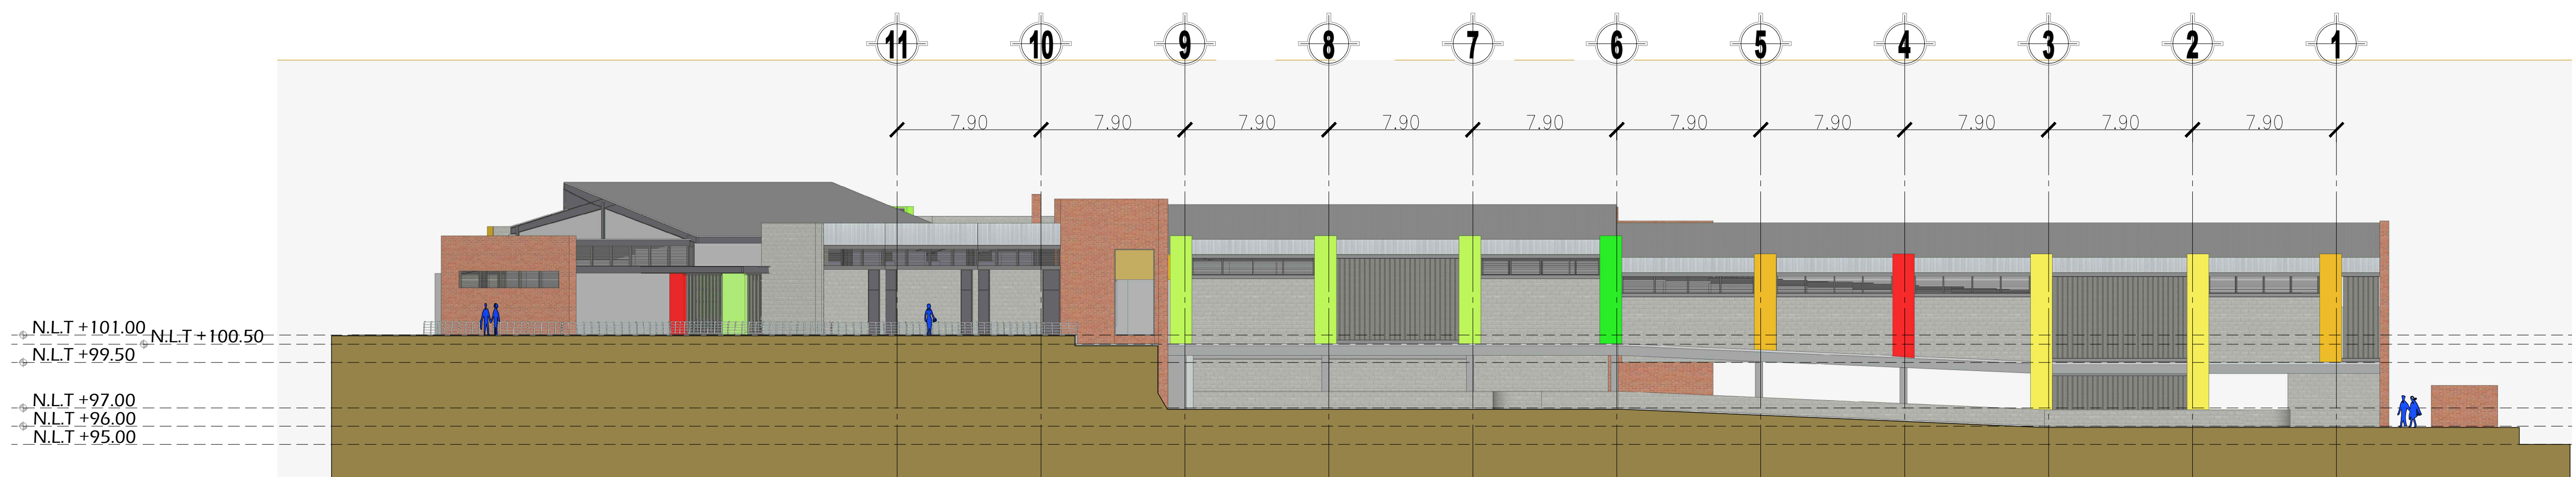 11 10 9 8 7 6 5 4 3 2 1
7.90 7.90 7.90 7.90 7.90 7.90 7.90 7.90 7.90 7.90
N.L.T +101.00
N.L.T +100.50
N.L.T +99.50
N.L.T +97.00
N.L.T +96.00
N.L.T +95.00